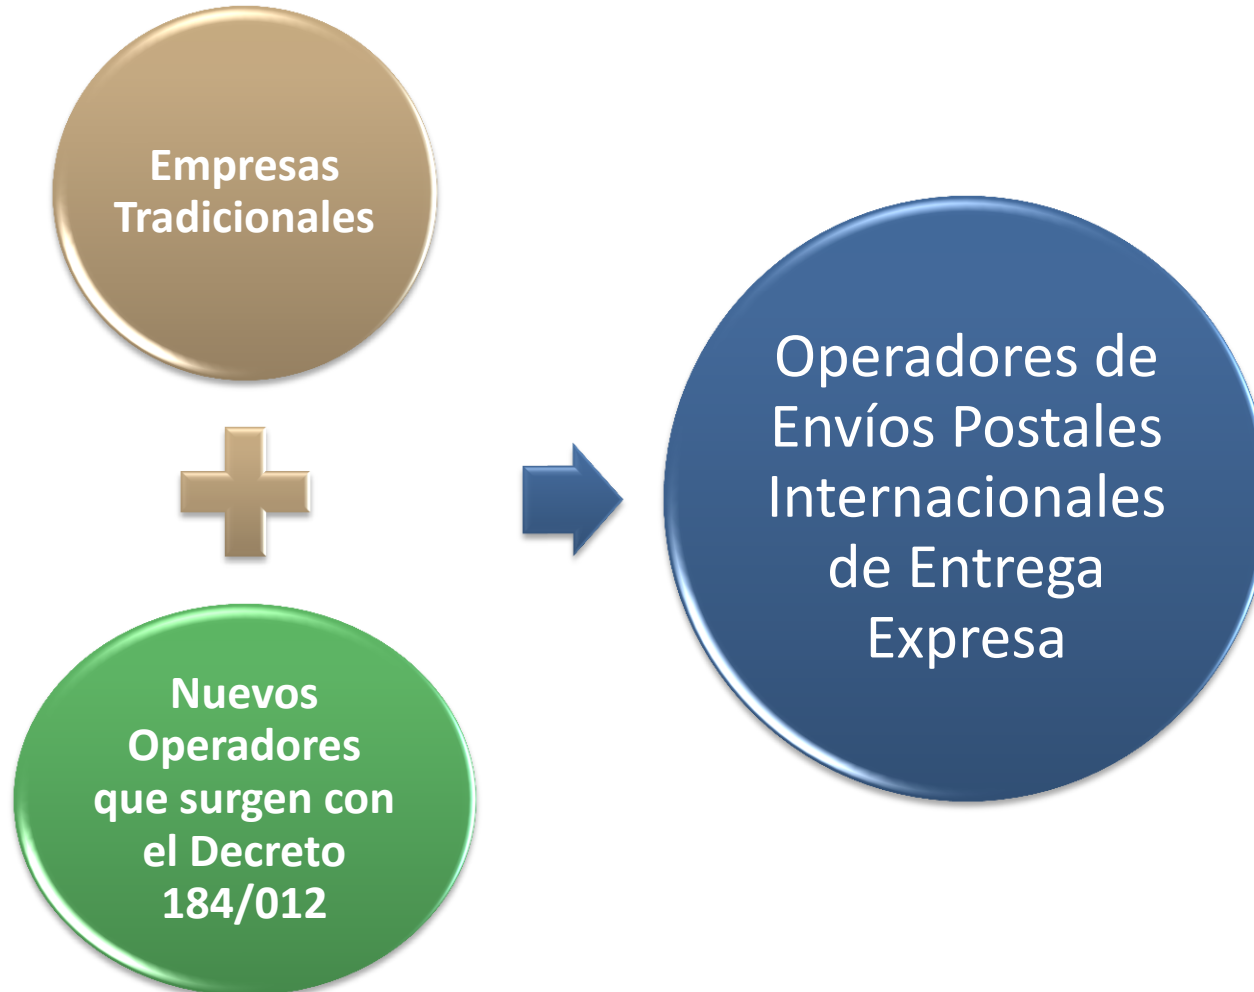 Empresas
Tradicionales
Nuevos
Operadores
que surgen con
el Decreto
184/012
Operadores de
Envíos Postales
Internacionales
de Entrega
Expresa